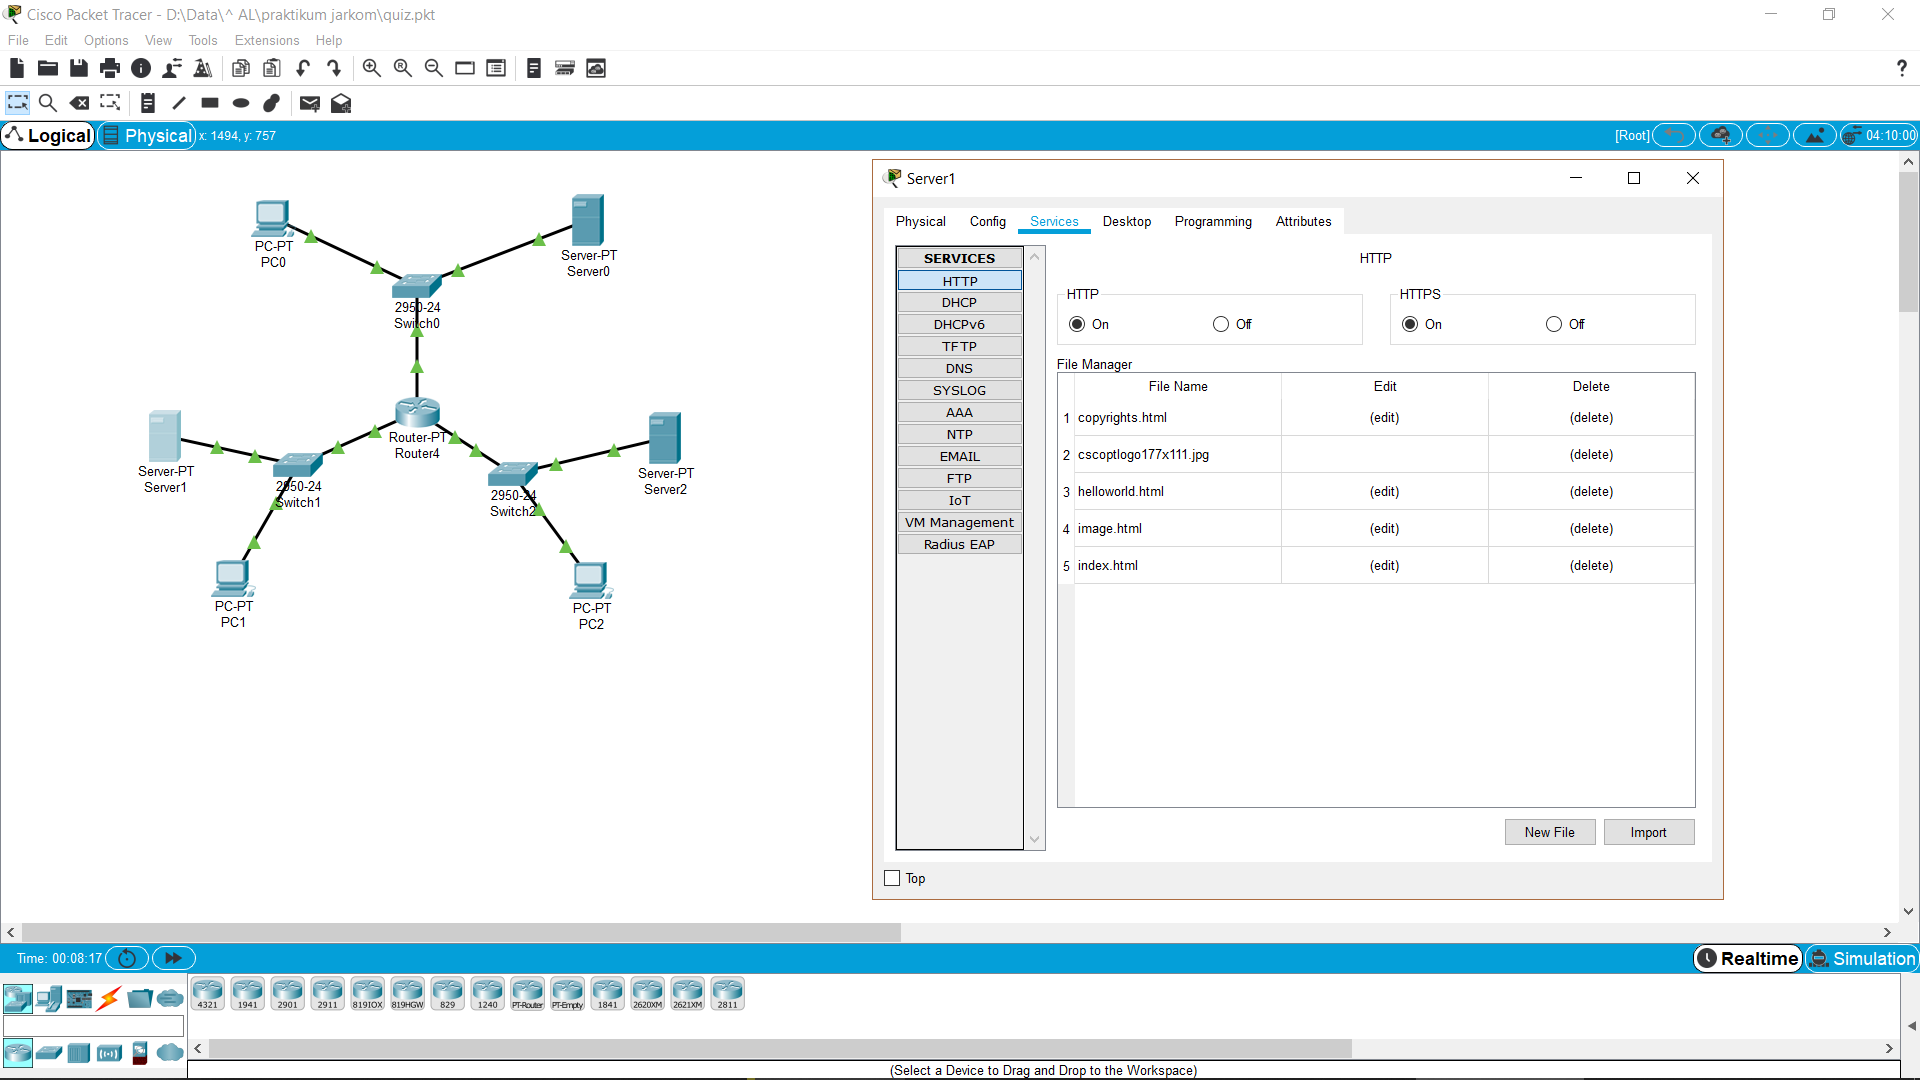 Cisco Packet Tracer - D:\Data\^ AL\praktikum jarkom\quiz.pkt
File Edit Options View Tools Extensions Help
?
Logical Physical x: 1494, y: 757 [Root] 04:10:00
Server1
Physical Config Services Desktop Programming Attributes
SERVICES
HTTP
DHCP
DHCPv6
TFTP
DNS
SYSLOG
AAA
NTP
EMAIL
FTP
IoT
VM Management
Radius EAP
HTTP
HTTP
On Off
HTTPS
On Off
File Manager
File Name Edit Delete
1 copyrights.html (edit) (delete)
2 cscoptlogo177x111.jpg (delete)
3 helloworld.html (edit) (delete)
4 image.html (edit) (delete)
5 index.html (edit) (delete)
New File Import
Top
PC-PT
PC0
Server-PT
Server0
2950-24
Switch0
Router-PT
Router4
Server-PT
Server1
2950-24
Switch1
2950-24
Switch2
Server-PT
Server2
PC-PT
PC1
PC-PT
PC2
Time: 00:08:17 Realtime Simulation
4321 1941 2901 2911 819IOX 819HGW 829 1240 PT-Router PT-Empty 1841 2620XM 2621XM 2811
(Select a Device to Drag and Drop to the Workspace)